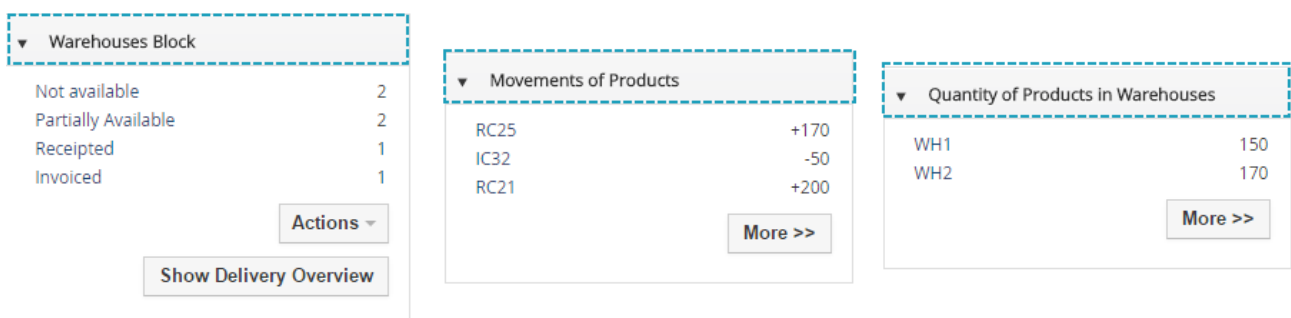 Warehouses Block
Not available 2
Partially Available 2
Receipted 1
Invoiced 1
Actions
Show Delivery Overview
Movements of Products
RC25 +170
IC32 -50
RC21 +200
More >>
Quantity of Products in Warehouses
WH1 150
WH2 170
More >>